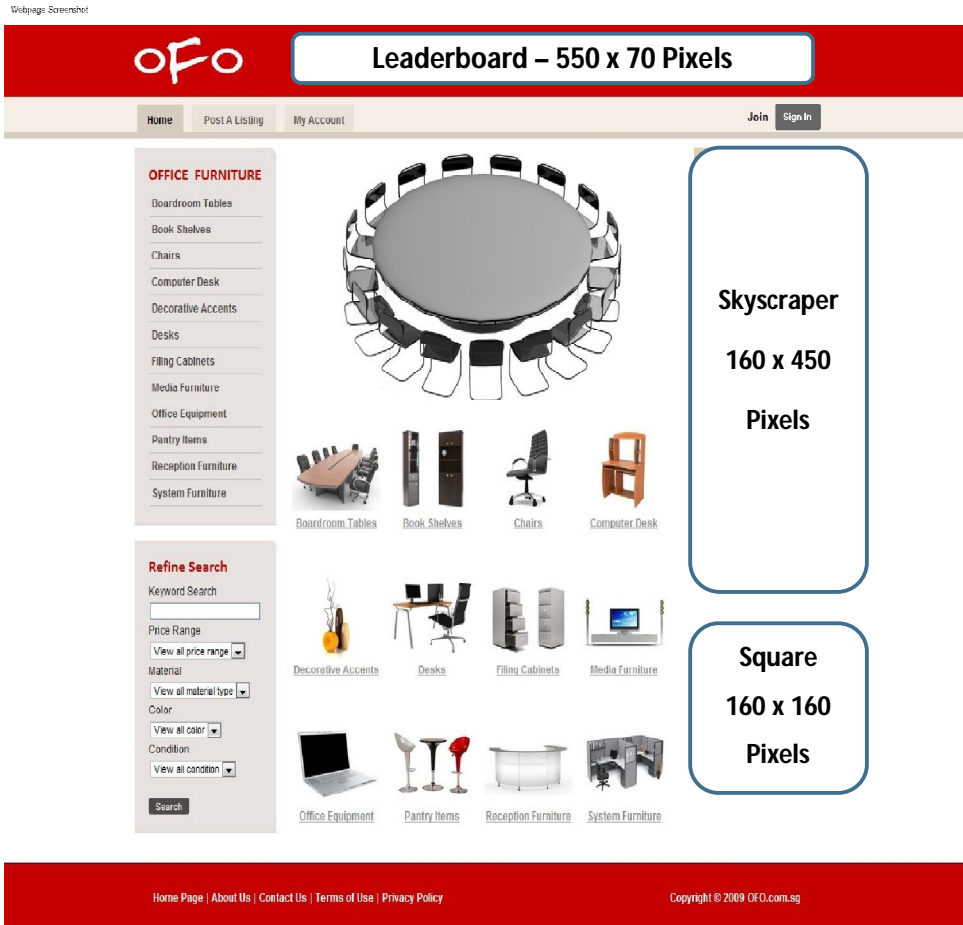 Webpage Screenshot
OFO
Leaderboard – 550 x 70 Pixels
Home Post A Listing My Account
Join Sign In
OFFICE FURNITURE
Boardroom Tables
Book Shelves
Chairs
Computer Desk
Decorative Accents
Desks
Filing Cabinets
Media Furniture
Office Equipment
Pantry Items
Reception Furniture
System Furniture
Refine Search
Keyword Search
Price Range
View all price range
Material
View all material type
Color
View all color
Condition
View all condition
Search
Boardroom Tables Book Shelves Chairs Computer Desk
Decorative Accents Desks Filing Cabinets Media Furniture
Office Equipment Pantry Items Reception Furniture System Furniture
Skyscraper
160 x 450
Pixels
Square
160 x 160
Pixels
Home Page | About Us | Contact Us | Terms of Use | Privacy Policy
Copyright © 2009 OFO.com.sg